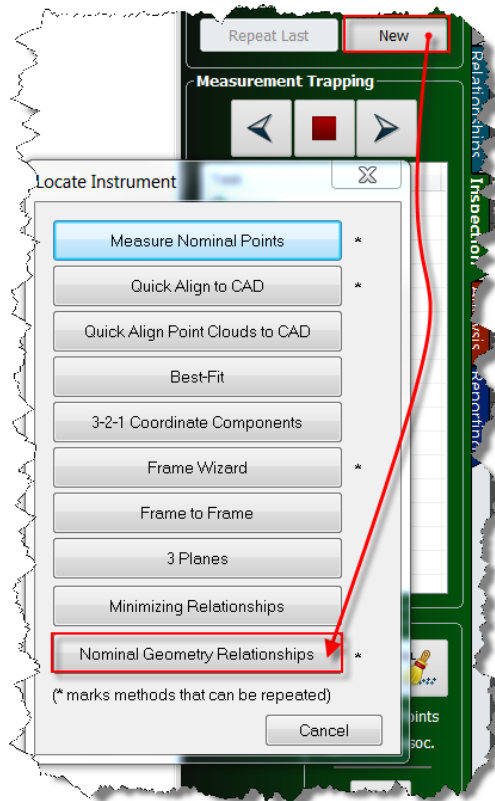 Repeat Last
New
Measurement Trapping
Relationships
Inspection
Analysis
Reporting
Locate Instrument
Measure Nominal Points
*
Quick Align to CAD
*
Quick Align Point Clouds to CAD
Best-Fit
3-2-1 Coordinate Components
Frame Wizard
*
Frame to Frame
3 Planes
Minimizing Relationships
Nominal Geometry Relationships
*
(* marks methods that can be repeated)
Cancel